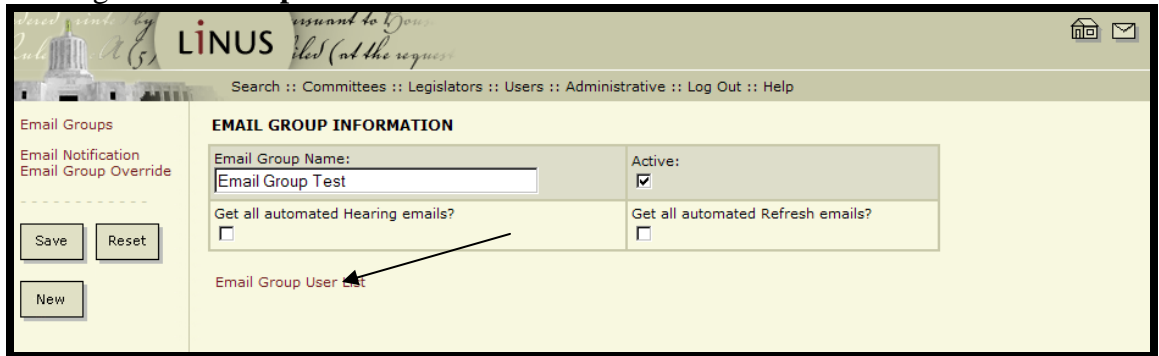 LiNUS
Search :: Committees :: Legislators :: Users :: Administrative :: Log Out :: Help
Email Groups
Email Notification
Email Group Override
Save Reset
New
EMAIL GROUP INFORMATION
Email Group Name:
Email Group Test
Active:
Get all automated Hearing emails?
Get all automated Refresh emails?
Email Group User List